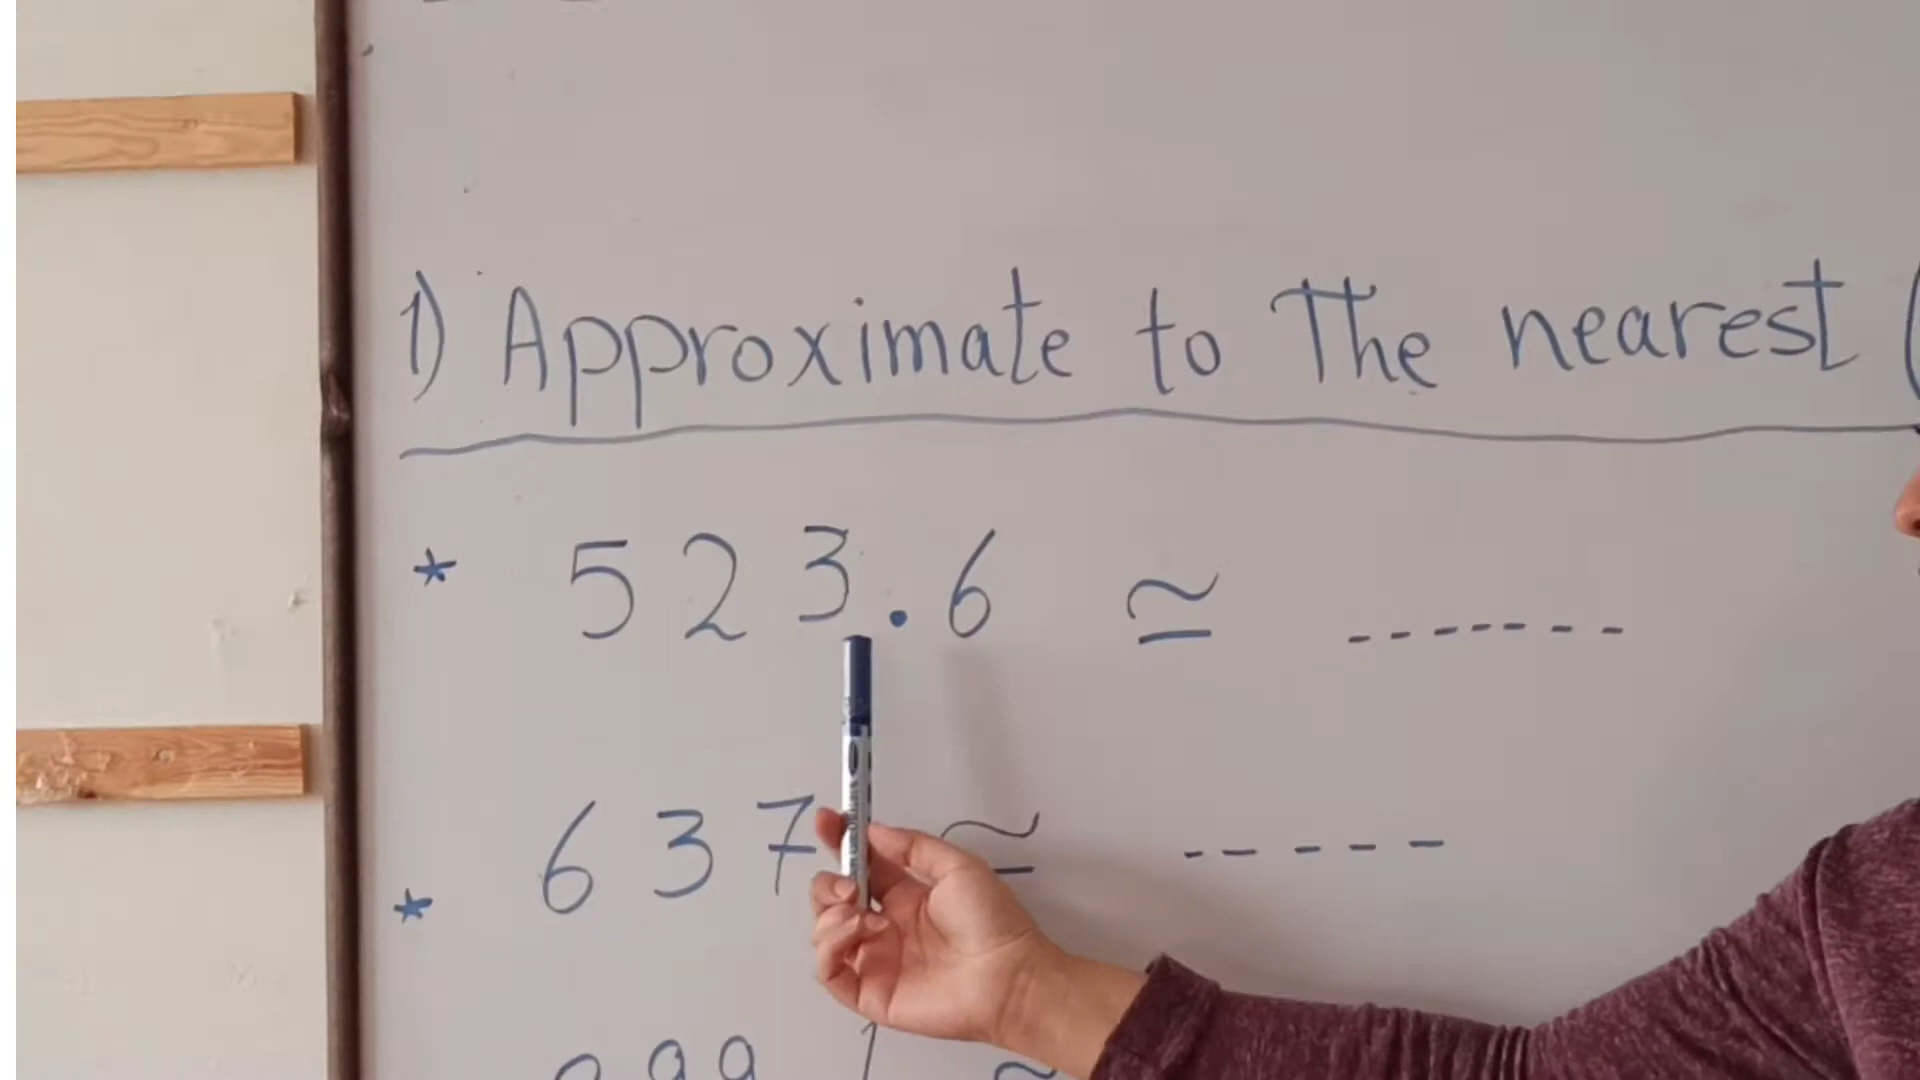 1) Approximate to The nearest (
* 523.6 ≅ -------
* 637 ≅ -----